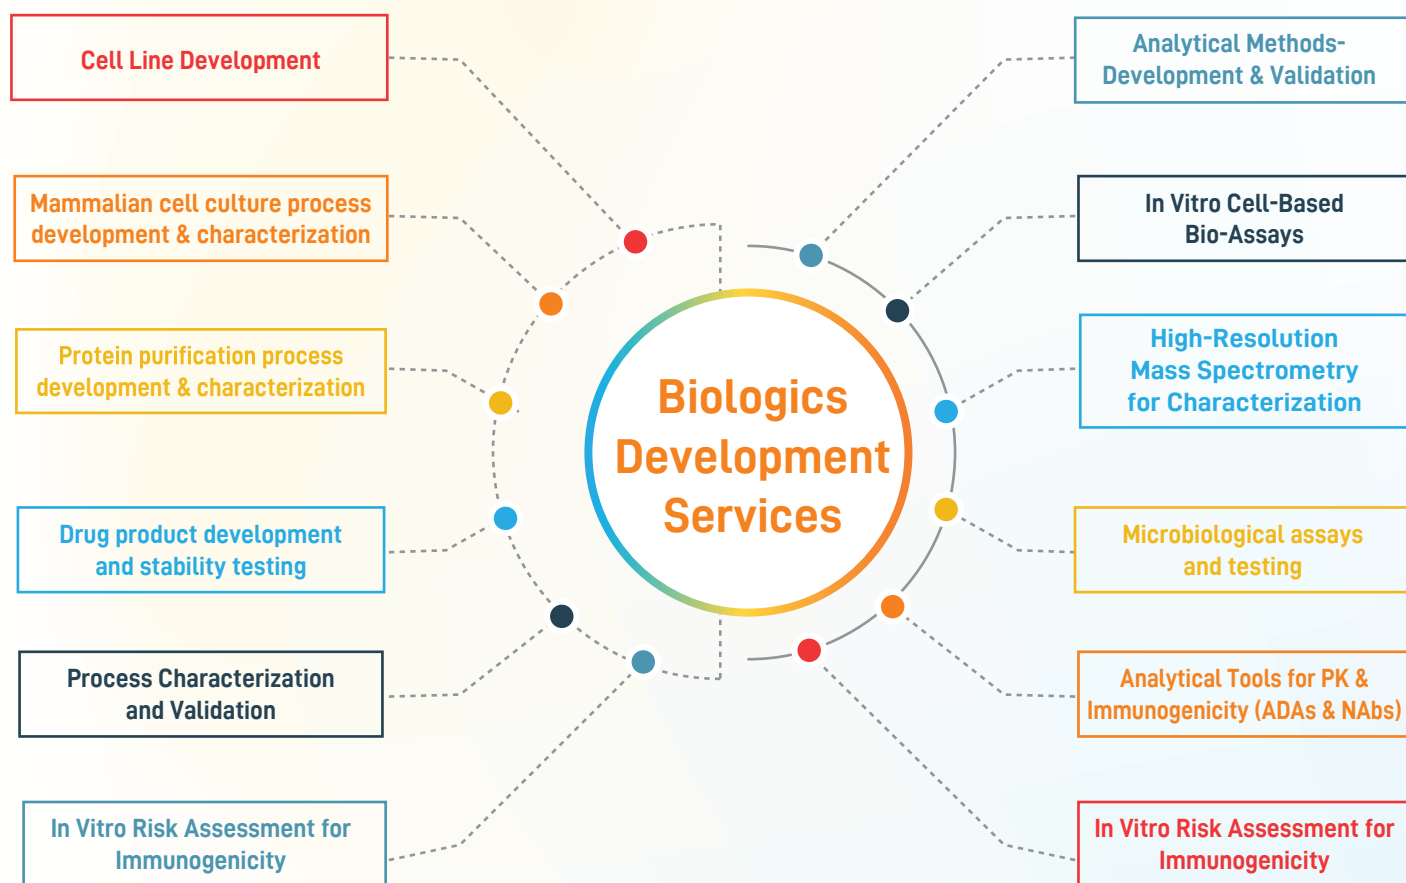 Cell Line Development
Mammalian cell culture process
development & characterization
Protein purification process
development & characterization
Drug product development
and stability testing
Process Characterization
and Validation
In Vitro Risk Assessment for
Immunogenicity
Biologics
Development
Services
Analytical Methods-
Development & Validation
In Vitro Cell-Based
Bio-Assays
High-Resolution
Mass Spectrometry
for Characterization
Microbiological assays
and testing
Analytical Tools for PK &
Immunogenicity (ADAs & NAbs)
In Vitro Risk Assessment for
Immunogenicity